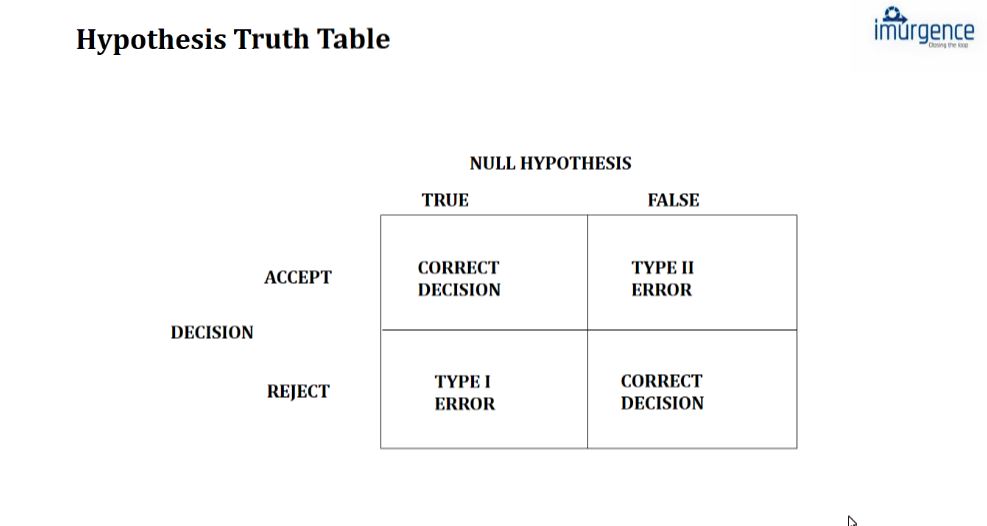 Hypothesis Truth Table
imurgence
Closing the loop
NULL HYPOTHESIS
TRUE FALSE
ACCEPT
CORRECT
DECISION
TYPE II
ERROR
DECISION
REJECT
TYPE I
ERROR
CORRECT
DECISION